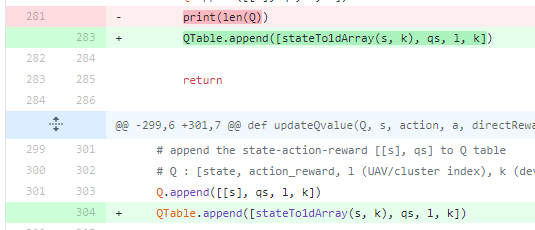 281 - print(len(Q))
283 + QTable.append([stateTo1dArray(s, k), qs, l, k])
282 284
283 285 return
284 286
@@ -299,6 +301,7 @@ def updateQvalue(Q, s, action, a, directRewa
299 301 # append the state-action-reward [[s], qs] to Q table
300 302 # Q : [state, action_reward, l (UAV/cluster index), k (dev
301 303 Q.append([[s], qs, l, k])
304 + QTable.append([stateTo1dArray(s, k), qs, l, k])